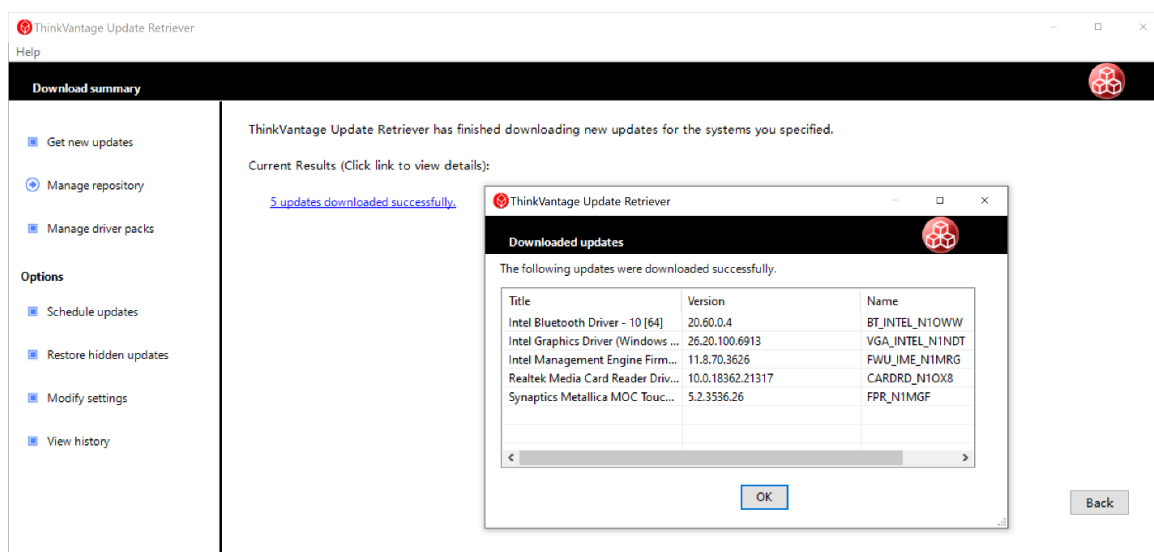 ThinkVantage Update Retriever
Help
Download summary
Get new updates
Manage repository
Manage driver packs
Options
Schedule updates
Restore hidden updates
Modify settings
View history
ThinkVantage Update Retriever has finished downloading new updates for the systems you specified.
Current Results (Click link to view details):
5 updates downloaded successfully.
ThinkVantage Update Retriever
Downloaded updates
The following updates were downloaded successfully.
Title Version Name
Intel Bluetooth Driver - 10 [64] 20.60.0.4 BT_INTEL_N1OWW
Intel Graphics Driver (Windows ... 26.20.100.6913 VGA_INTEL_N1NDT
Intel Management Engine Firm... 11.8.70.3626 FWU_IME_N1MRG
Realtek Media Card Reader Driv... 10.0.18362.21317 CARDRD_N1OX8
Synaptics Metallica MOC Touc... 5.2.3536.26 FPR_N1MGF
OK
Back